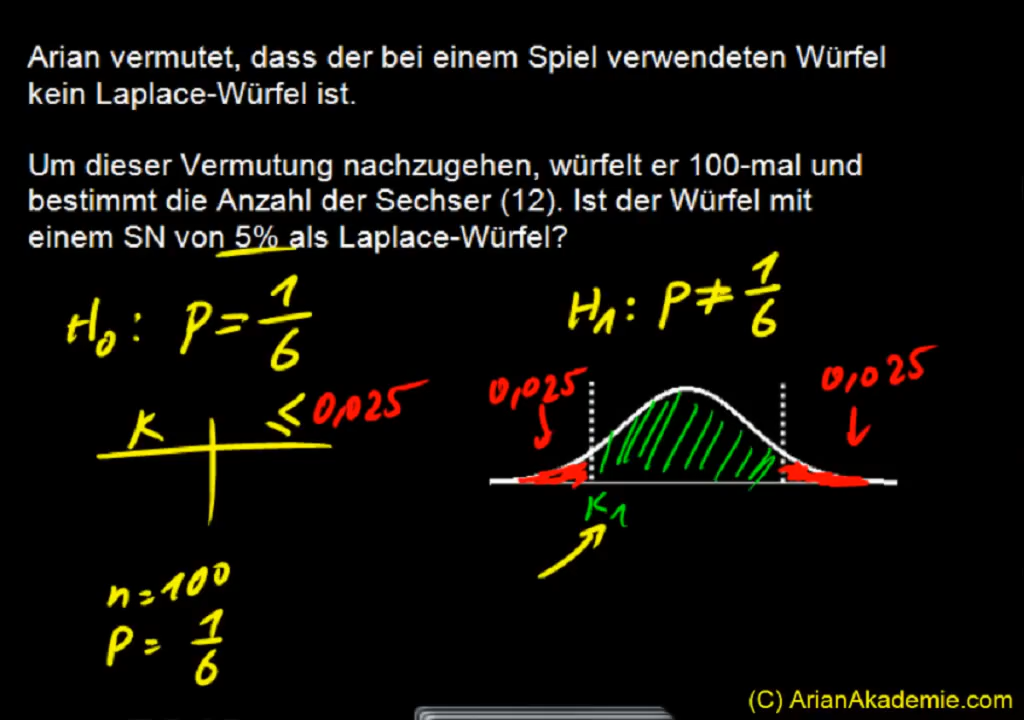 Arian vermutet, dass der bei einem Spiel verwendeten Würfel
kein Laplace-Würfel ist.
Um dieser Vermutung nachzugehen, würfelt er 100-mal und
bestimmt die Anzahl der Sechser (12). Ist der Würfel mit
einem SN von 5% als Laplace-Würfel?
H₀: P = 1/6
H₁: P ≠ 1/6
K ≤ 0,025
0,025
0,025
K₁
n = 100
P = 1/6
(C) ArianAkademie.com